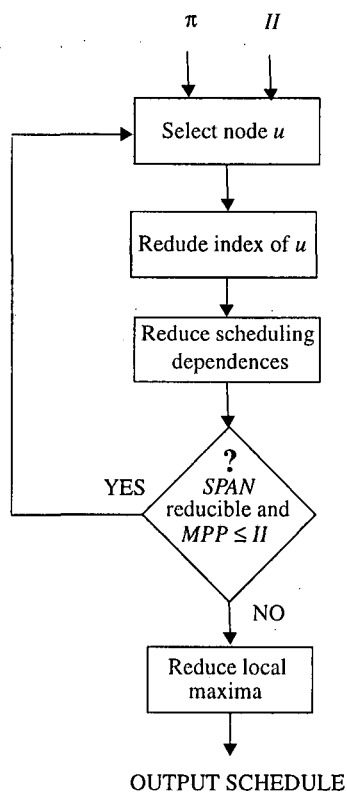 π II
Select node u
Redude index of u
Reduce scheduling
dependences
?
SPAN
reducible and
MPP ≤ II
YES
NO
Reduce local
maxima
OUTPUT SCHEDULE